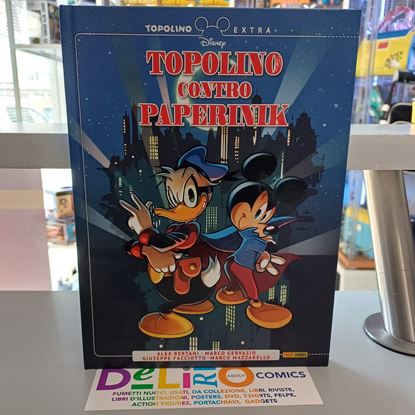 TOPOLINO EXTRA
Disney
TOPOLINO
CONTRO
PAPERINIK
ALEX BERTANI - MARCO GERVASIO
GIUSEPPE FACCIOTTO - MARCO MAZZARELLO
DeLiRiO ABOUT COMICS
FUMETTI NUOVI, USATI, DA COLLEZIONE, LIBRI, RIVISTE,
LIBRI D'ILLUSTRAZIONI, POSTERS, DVD, T-SHIRTS, FELPE,
ACTION FIGURES, PORTACHIAVI, GADGETS